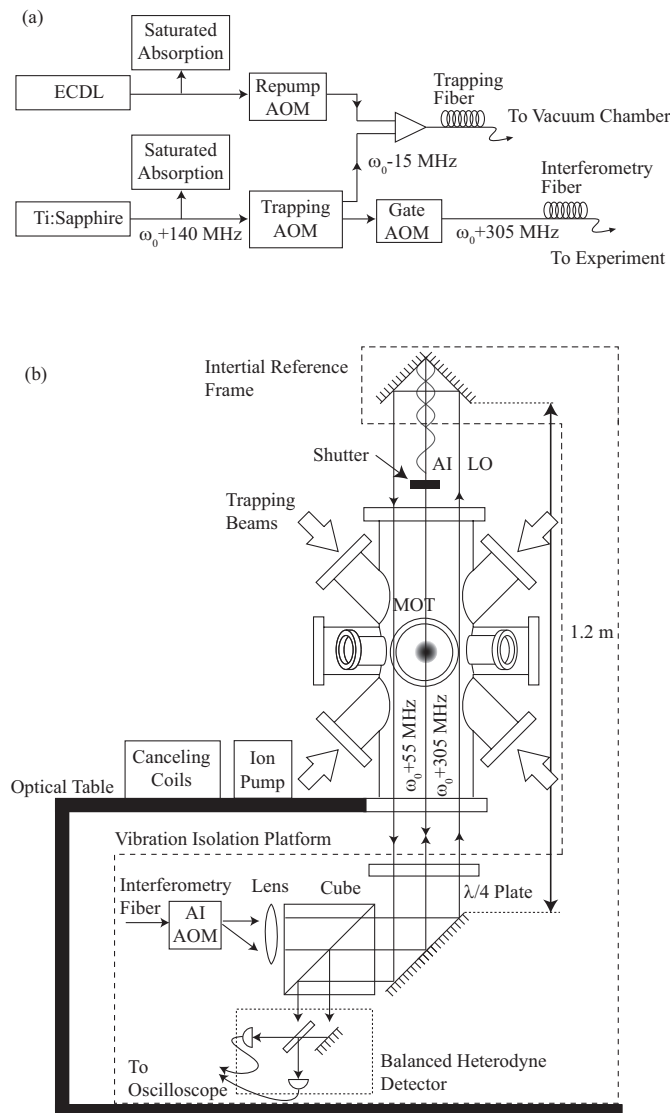 (a)
Saturated
Absorption
ECDL
Repump
AOM
Trapping
Fiber
To Vacuum Chamber
Saturated
Absorption
ω₀-15 MHz
Interferometry
Fiber
Ti:Sapphire
ω₀+140 MHz
Trapping
AOM
Gate
AOM
ω₀+305 MHz
To Experiment
(b)
Intertial Reference
Frame
Shutter
AI
LO
Trapping
Beams
MOT
1.2 m
ω₀+55 MHz
ω₀+305 MHz
Canceling
Coils
Ion
Pump
Optical Table
Vibration Isolation Platform
Interferometry
Fiber
AI
AOM
Lens
Cube
λ/4 Plate
To
Oscilloscope
Balanced Heterodyne
Detector